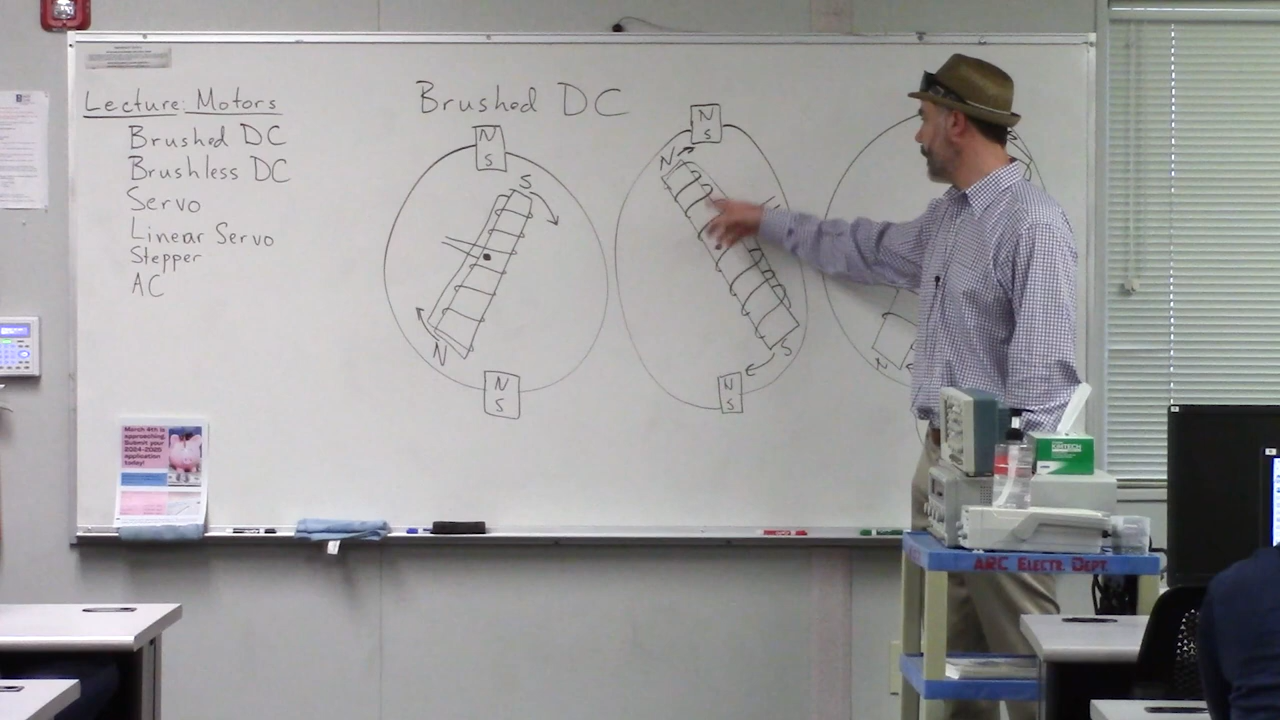 Lecture: Motors
Brushed DC
Brushless DC
Servo
Linear Servo
Stepper
AC
Brushed DC
N
S
S
N
N
S
N
S
N
S
N
S
N
March 4th is
approaching.
Submit your
2024-2025
application
today!
KIMTECH
ARC ELECTR. DEPT.